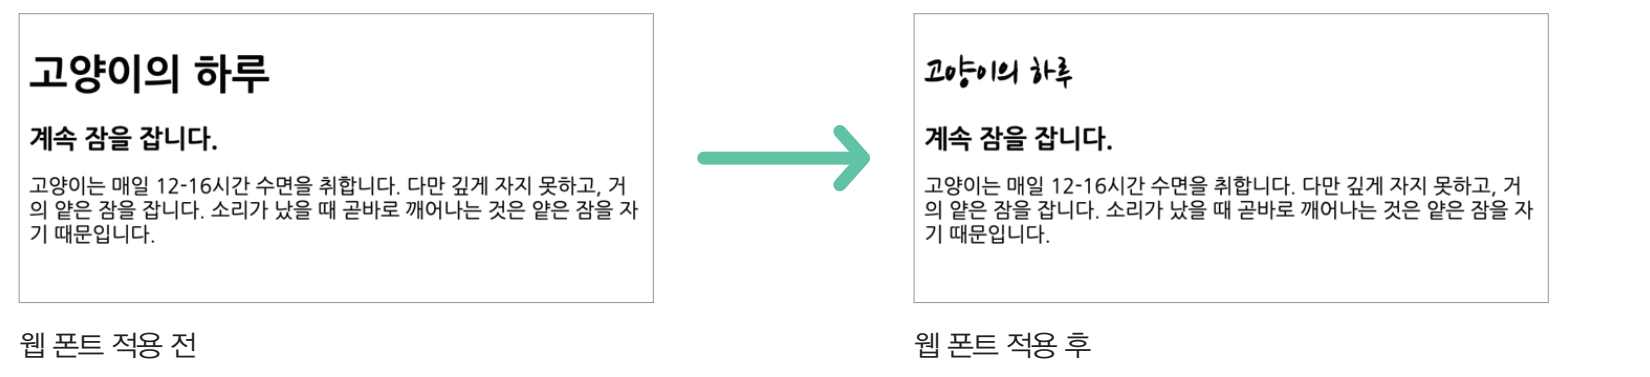 고양이의 하루
계속 잠을 잡니다.
고양이는 매일 12-16시간 수면을 취합니다. 다만 깊게 자지 못하고, 거
의 얕은 잠을 잡니다. 소리가 났을 때 곧바로 깨어나는 것은 얕은 잠을 자
기 때문입니다.
웹 폰트 적용 전
고양이의 하루
계속 잠을 잡니다.
고양이는 매일 12-16시간 수면을 취합니다. 다만 깊게 자지 못하고, 거
의 얕은 잠을 잡니다. 소리가 났을 때 곧바로 깨어나는 것은 얕은 잠을 자
기 때문입니다.
웹 폰트 적용 후